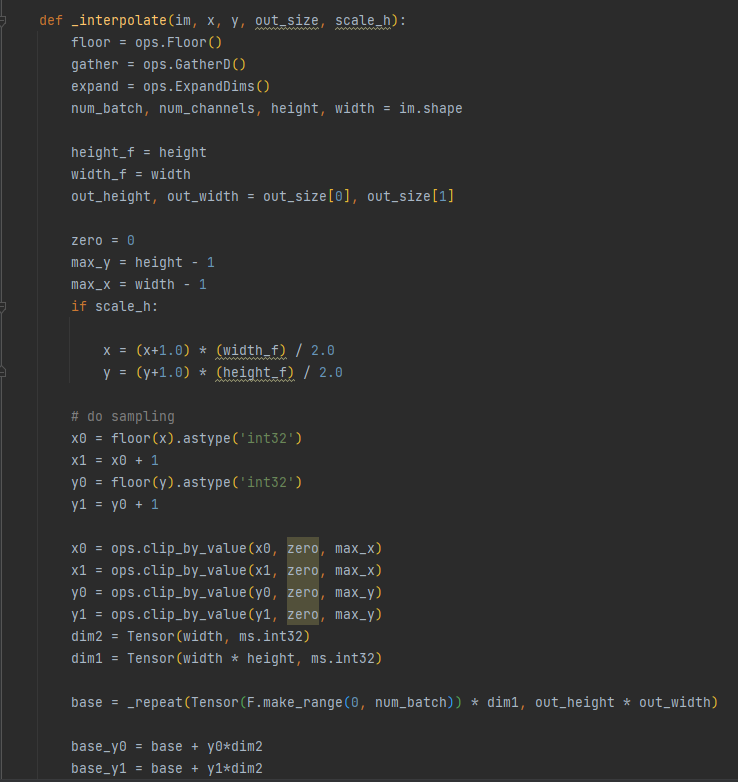 def _interpolate(im, x, y, out_size, scale_h):
floor = ops.Floor()
gather = ops.GatherD()
expand = ops.ExpandDims()
num_batch, num_channels, height, width = im.shape
height_f = height
width_f = width
out_height, out_width = out_size[0], out_size[1]
zero = 0
max_y = height - 1
max_x = width - 1
if scale_h:
x = (x+1.0) * (width_f) / 2.0
y = (y+1.0) * (height_f) / 2.0
# do sampling
x0 = floor(x).astype('int32')
x1 = x0 + 1
y0 = floor(y).astype('int32')
y1 = y0 + 1
x0 = ops.clip_by_value(x0, zero, max_x)
x1 = ops.clip_by_value(x1, zero, max_x)
y0 = ops.clip_by_value(y0, zero, max_y)
y1 = ops.clip_by_value(y1, zero, max_y)
dim2 = Tensor(width, ms.int32)
dim1 = Tensor(width * height, ms.int32)
base = _repeat(Tensor(F.make_range(0, num_batch)) * dim1, out_height * out_width)
base_y0 = base + y0*dim2
base_y1 = base + y1*dim2